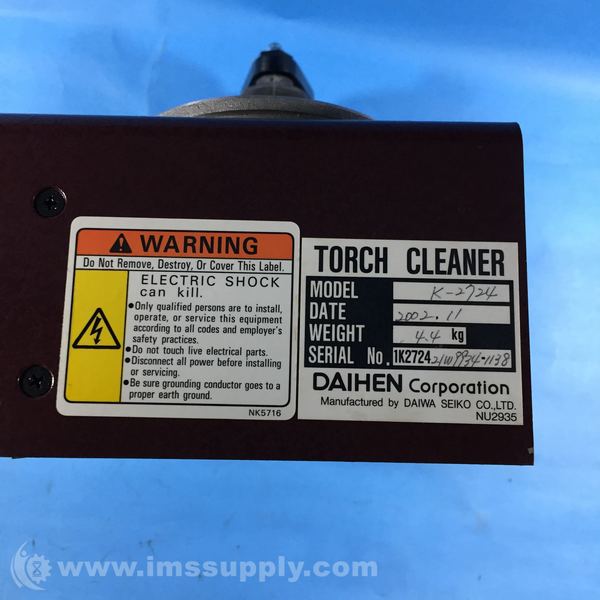 WARNING
Do Not Remove, Destroy, Or Cover This Label.
ELECTRIC SHOCK
can kill.
•Only qualified persons are to install,
operate, or service this equipment
according to all codes and employer's
safety practices.
•Do not touch live electrical parts.
•Disconnect all power before installing
or servicing.
•Be sure grounding conductor goes to a
proper earth ground.
NK5716
TORCH CLEANER
MODEL K-2724
DATE 2002.11
WEIGHT 4.4 kg
SERIAL No. 1K2724
DAIHEN Corporation
Manufactured by DAIWA SEIKO CO.,LTD.
NU2935
www.imssupply.com